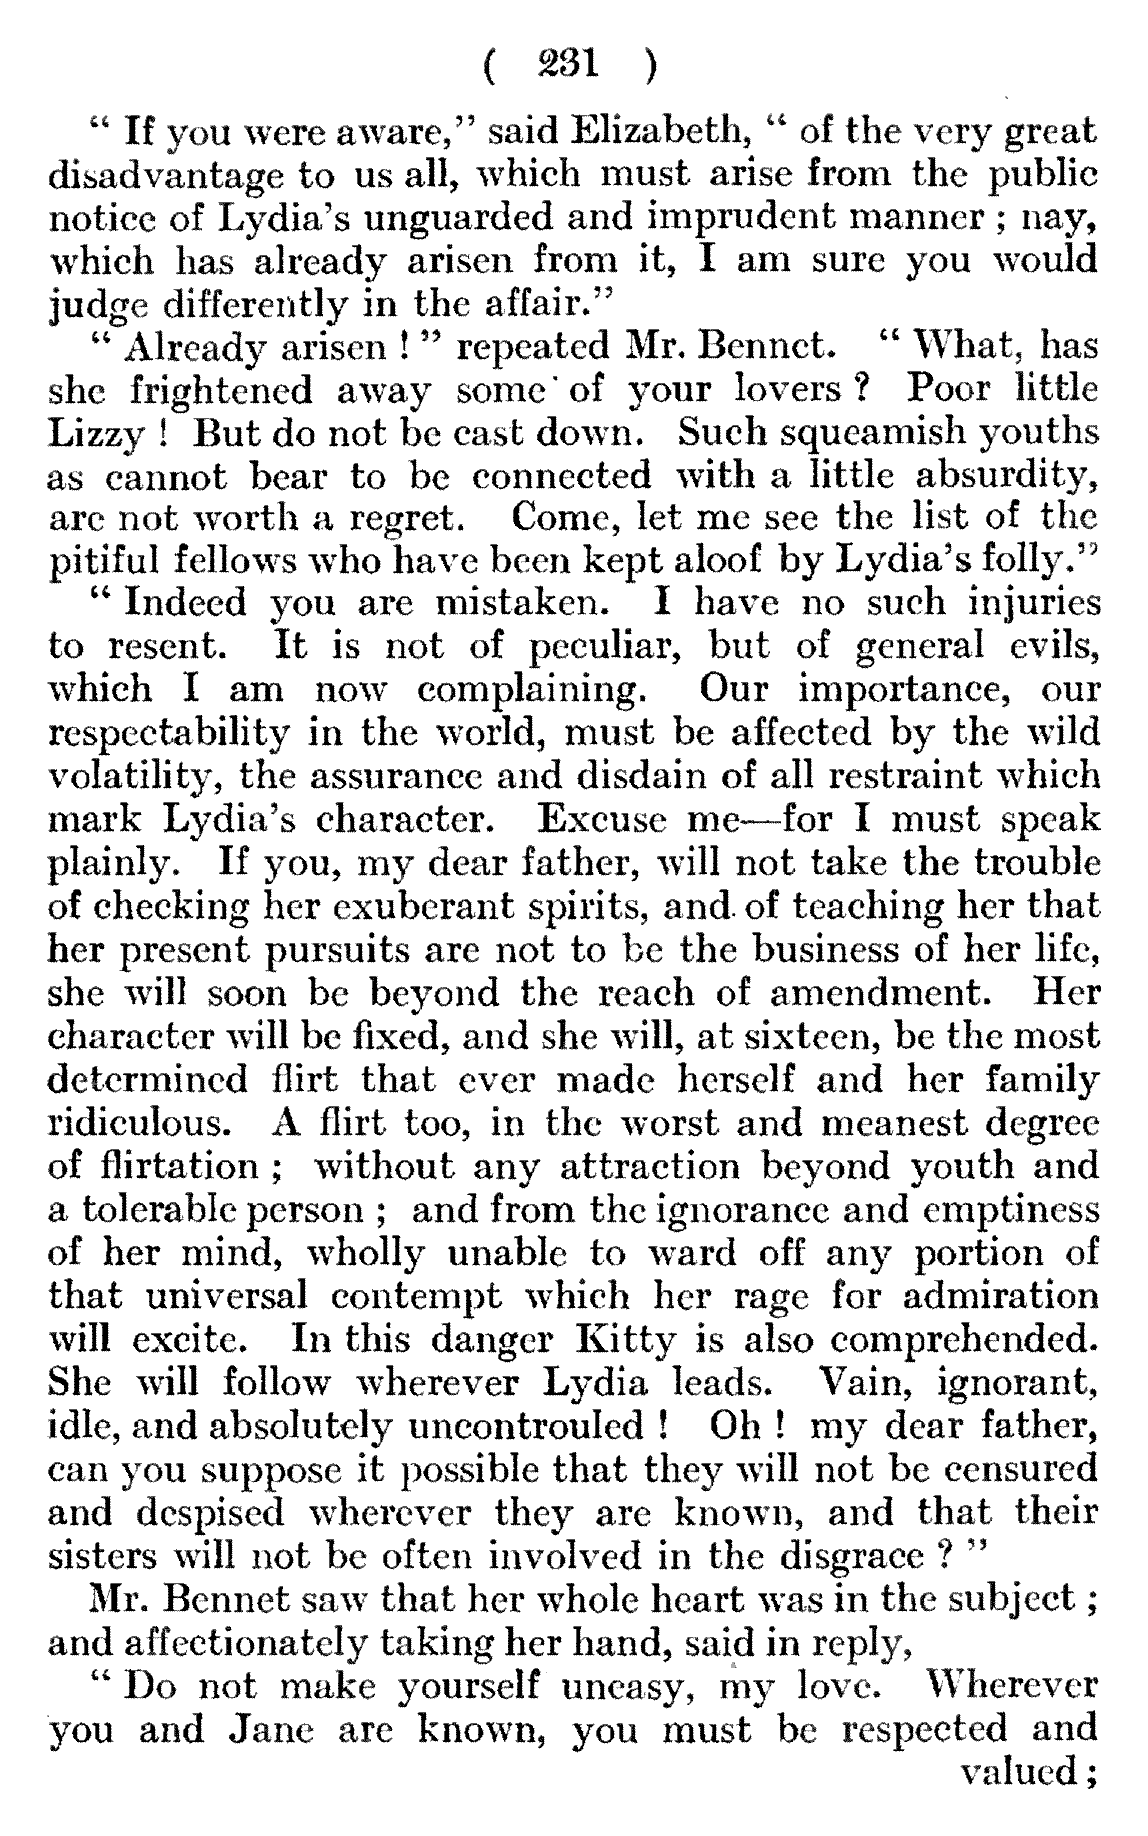 ( 231 )
“ If you were aware,” said Elizabeth, “ of the very great
disadvantage to us all, which must arise from the public
notice of Lydia’s unguarded and imprudent manner ; nay,
which has already arisen from it, I am sure you would
judge differently in the affair.”
“ Already arisen ! ” repeated Mr. Bennet. “ What, has
she frightened away some of your lovers ? Poor little
Lizzy ! But do not be cast down. Such squeamish youths
as cannot bear to be connected with a little absurdity,
are not worth a regret. Come, let me see the list of the
pitiful fellows who have been kept aloof by Lydia’s folly.”
“ Indeed you are mistaken. I have no such injuries
to resent. It is not of peculiar, but of general evils,
which I am now complaining. Our importance, our
respectability in the world, must be affected by the wild
volatility, the assurance and disdain of all restraint which
mark Lydia’s character. Excuse me—for I must speak
plainly. If you, my dear father, will not take the trouble
of checking her exuberant spirits, and of teaching her that
her present pursuits are not to be the business of her life,
she will soon be beyond the reach of amendment. Her
character will be fixed, and she will, at sixteen, be the most
determined flirt that ever made herself and her family
ridiculous. A flirt too, in the worst and meanest degree
of flirtation ; without any attraction beyond youth and
a tolerable person ; and from the ignorance and emptiness
of her mind, wholly unable to ward off any portion of
that universal contempt which her rage for admiration
will excite. In this danger Kitty is also comprehended.
She will follow wherever Lydia leads. Vain, ignorant,
idle, and absolutely uncontrouled ! Oh ! my dear father,
can you suppose it possible that they will not be censured
and despised wherever they are known, and that their
sisters will not be often involved in the disgrace ? ”
Mr. Bennet saw that her whole heart was in the subject ;
and affectionately taking her hand, said in reply,
“ Do not make yourself uneasy, my love. Wherever
you and Jane are known, you must be respected and
valued ;